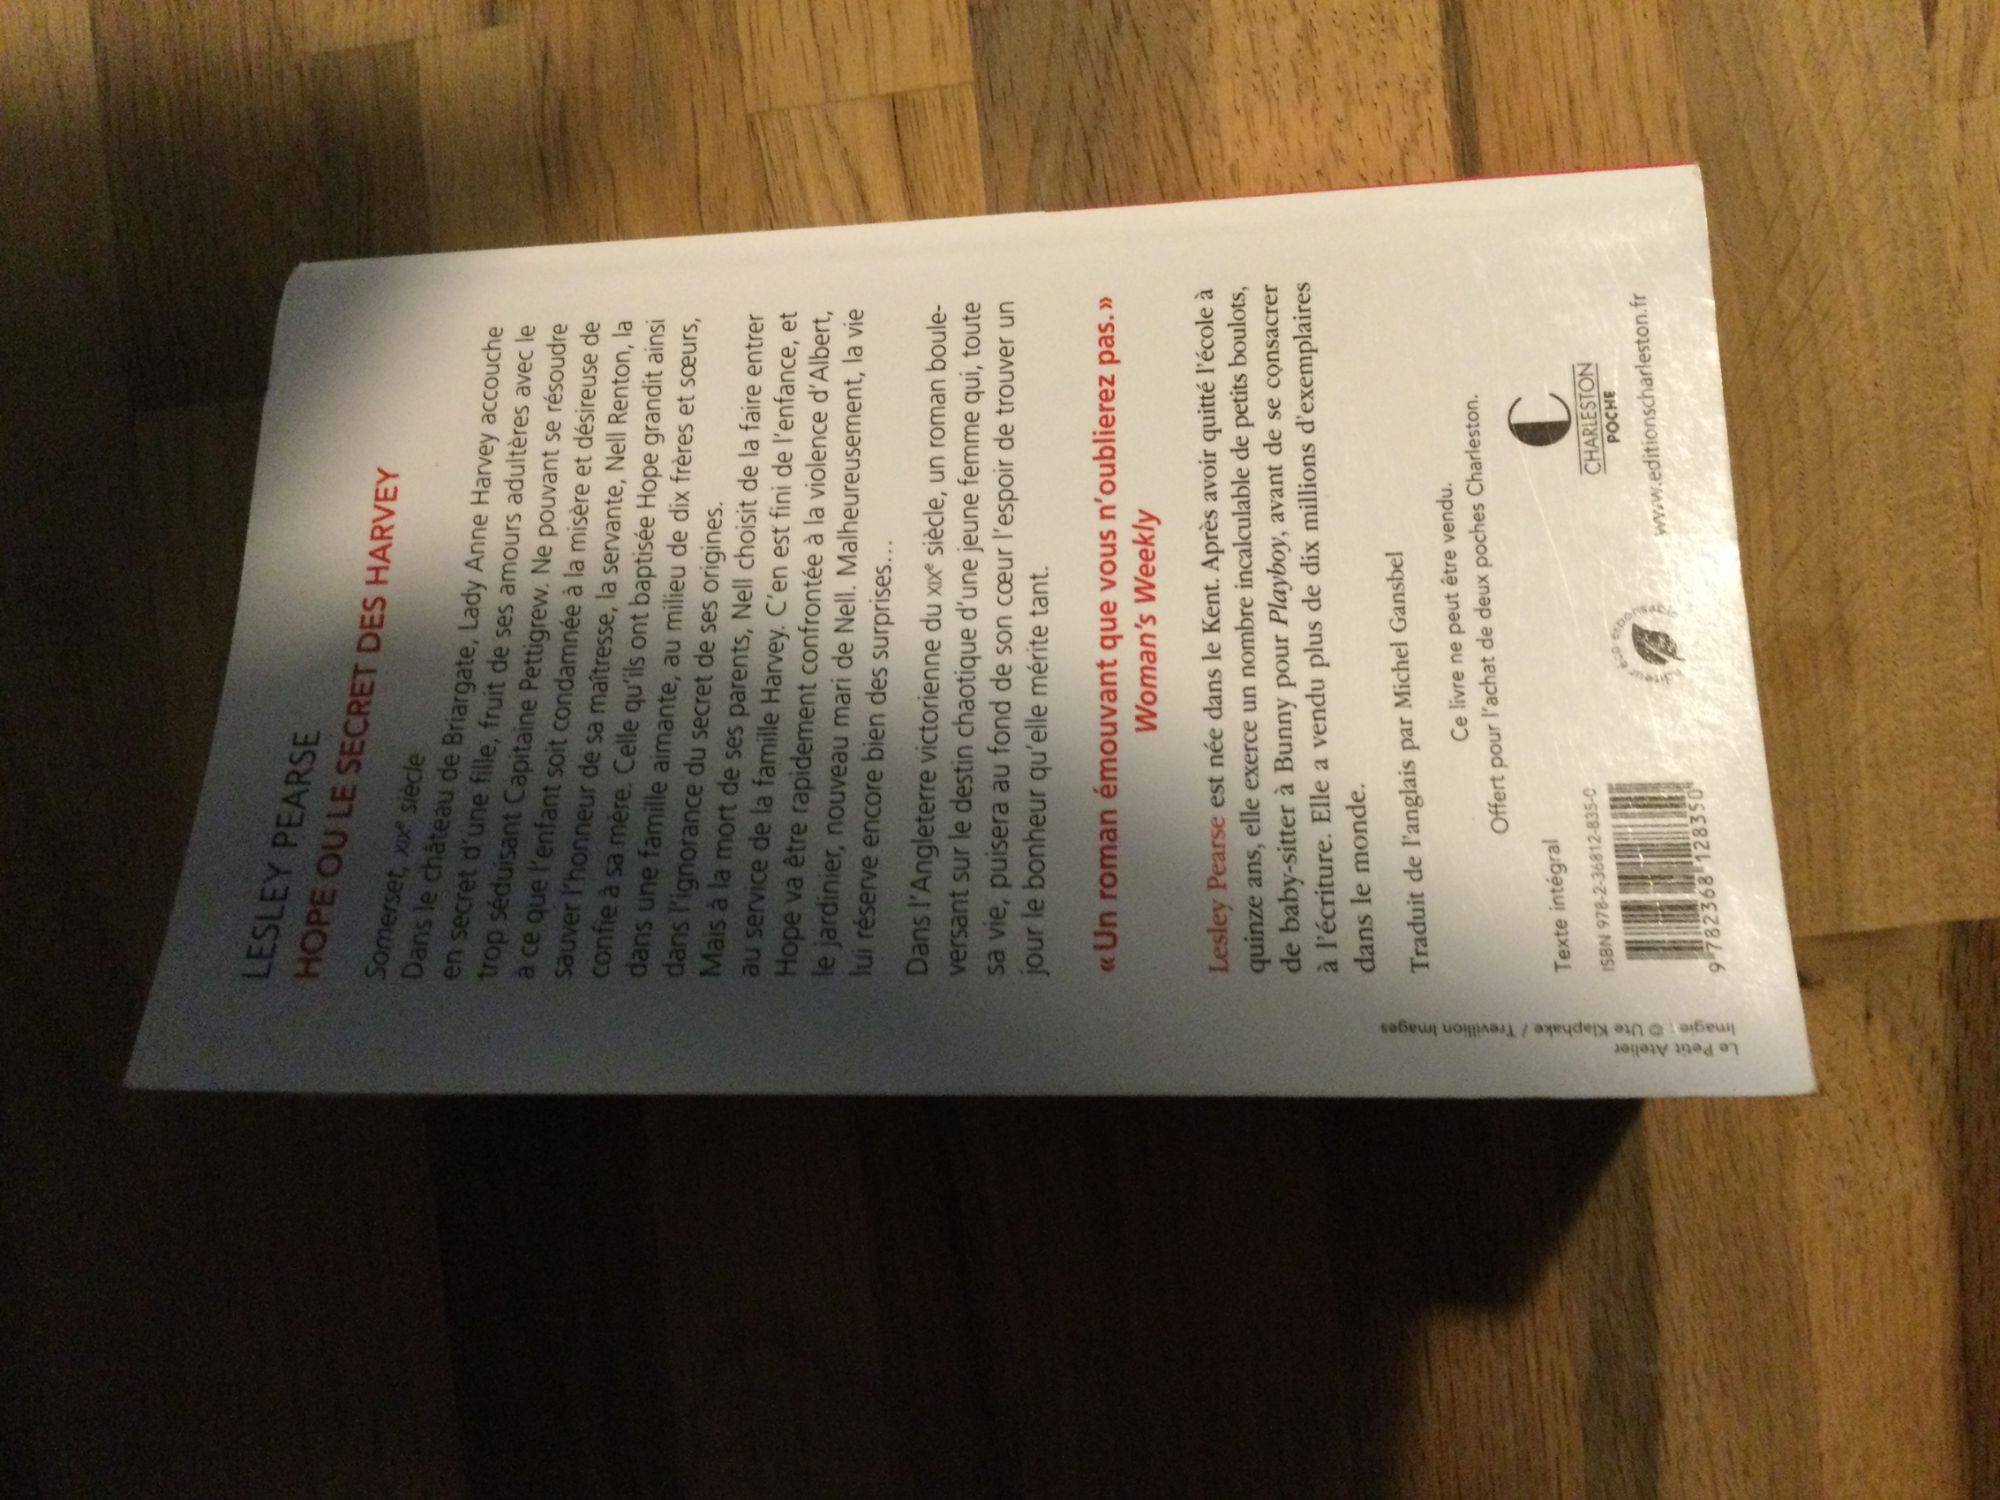 LESLEY PEARSE
HOPE OU LE SECRET DES HARVEY
Somerset, XIXe siècle
Dans le château de Briargate, Lady Anne Harvey accouche
en secret d'une fille, fruit de ses amours adultères avec le
trop séduisant Capitaine Pettigrew. Ne pouvant se résoudre
à ce que l'enfant soit condamnée à la misère et désireuse de
sauver l'honneur de sa maîtresse, la servante, Nell Renton, la
confie à sa mère. Celle qu'ils ont baptisée Hope grandit ainsi
dans une famille aimante, au milieu de dix frères et sœurs,
dans l'ignorance du secret de ses origines.
Mais à la mort de ses parents, Nell choisit de la faire entrer
au service de la famille Harvey. C'en est fini de l'enfance, et
Hope va être rapidement confrontée à la violence d'Albert,
le jardinier, nouveau mari de Nell. Malheureusement, la vie
lui réserve encore bien des surprises…
Dans l'Angleterre victorienne du XIXe siècle, un roman boule-
versant sur le destin chaotique d'une jeune femme qui, toute
sa vie, puisera au fond de son cœur l'espoir de trouver un
jour le bonheur qu'elle mérite tant.
« Un roman émouvant que vous n'oublierez pas. »
Woman's Weekly
Lesley Pearse est née dans le Kent. Après avoir quitté l'école à
quinze ans, elle exerce un nombre incalculable de petits boulots,
de baby-sitter à Bunny pour Playboy, avant de se consacrer
à l'écriture. Elle a vendu plus de dix millions d'exemplaires
dans le monde.
Traduit de l'anglais par Michel Gansbel
Ce livre ne peut être vendu.
Offert pour l'achat de deux poches Charleston.
Texte intégral
ISBN 978-2-36812-835-0
9 782368 128350
éditeur éco responsable
CHARLESTON
POCHE
www.editionscharleston.fr
Le Petit Atelier
Image : © Ute Klaphake / Trevillion Images